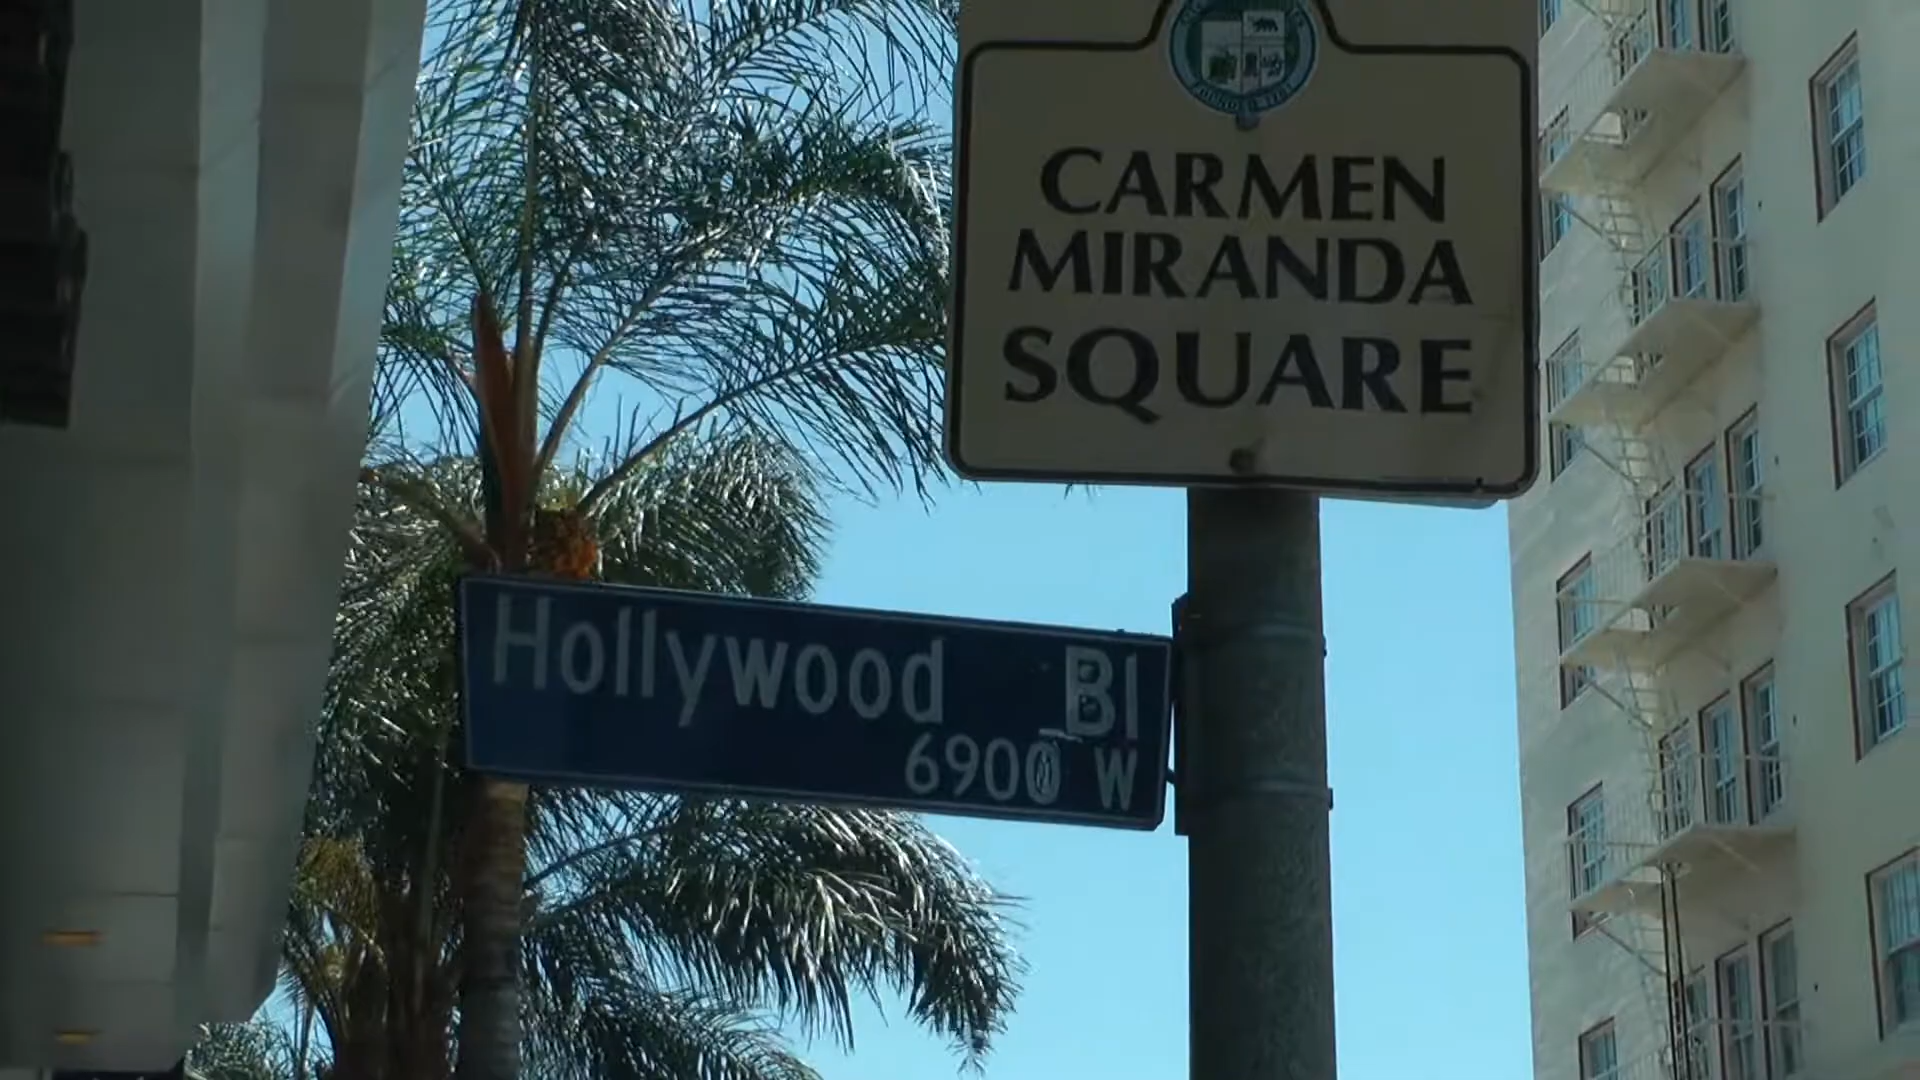 CARMEN
MIRANDA
SQUARE
Hollywood Bl
6900 W